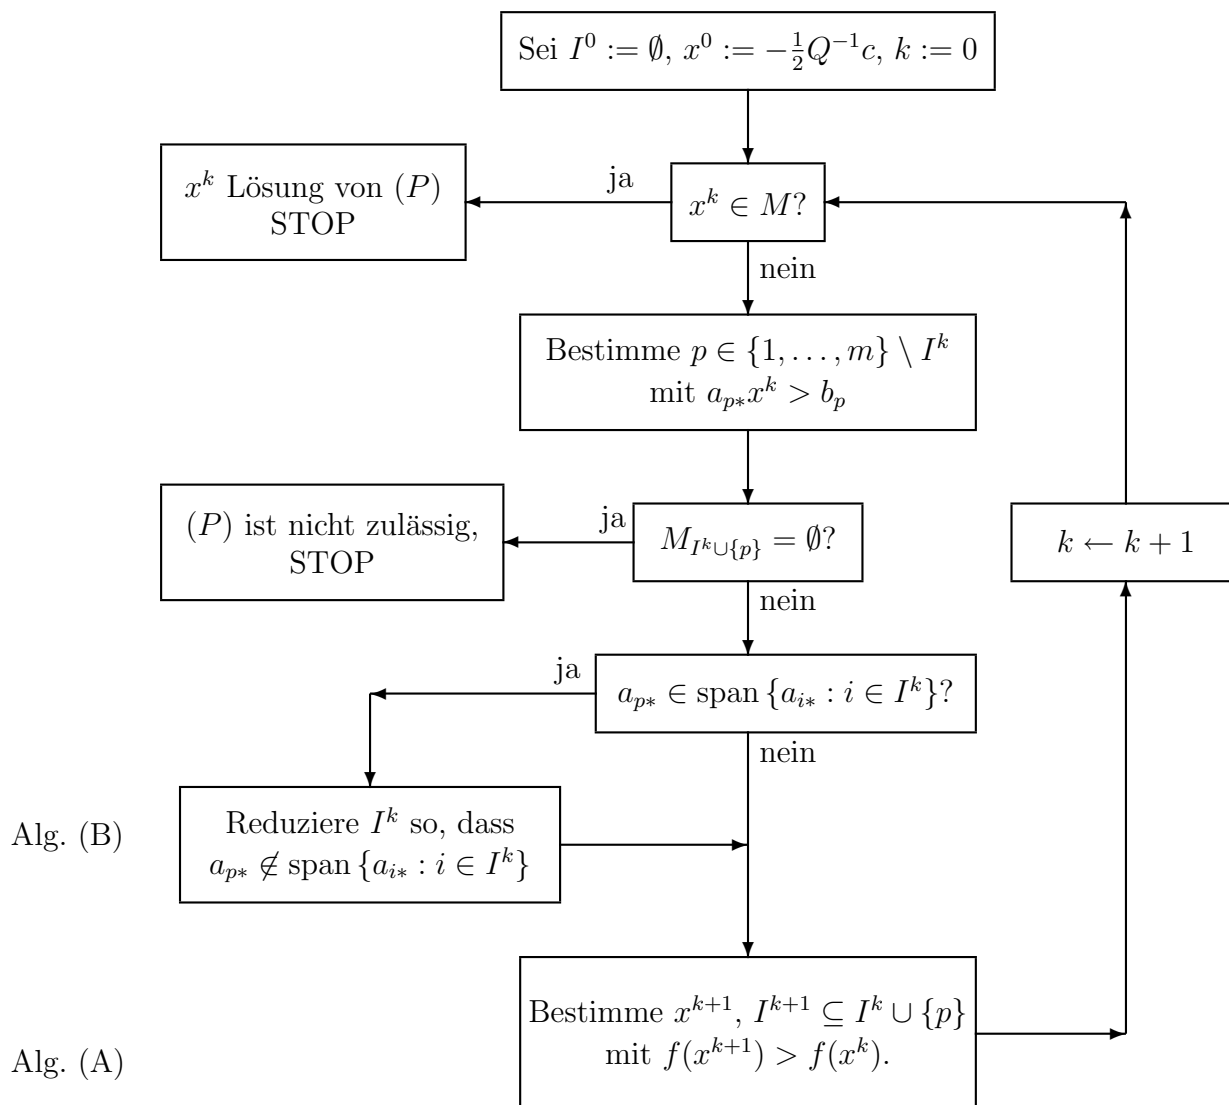 Sei $I^0 := \emptyset$, $x^0 := -\frac{1}{2}Q^{-1}c$, $k := 0$
$x^k$ Lösung von $(P)$
STOP
ja
$x^k \in M$?
nein
Bestimme $p \in \{1, \ldots, m\} \setminus I^k$
mit $a_{p*}x^k > b_p$
$(P)$ ist nicht zulässig,
STOP
ja
$M_{I^k \cup \{p\}} = \emptyset$?
$k \leftarrow k + 1$
nein
ja
$a_{p*} \in \text{span}\,\{a_{i*} : i \in I^k\}$?
nein
Alg. (B)
Reduziere $I^k$ so, dass
$a_{p*} \notin \text{span}\,\{a_{i*} : i \in I^k\}$
Bestimme $x^{k+1}$, $I^{k+1} \subseteq I^k \cup \{p\}$
mit $f(x^{k+1}) > f(x^k)$.
Alg. (A)